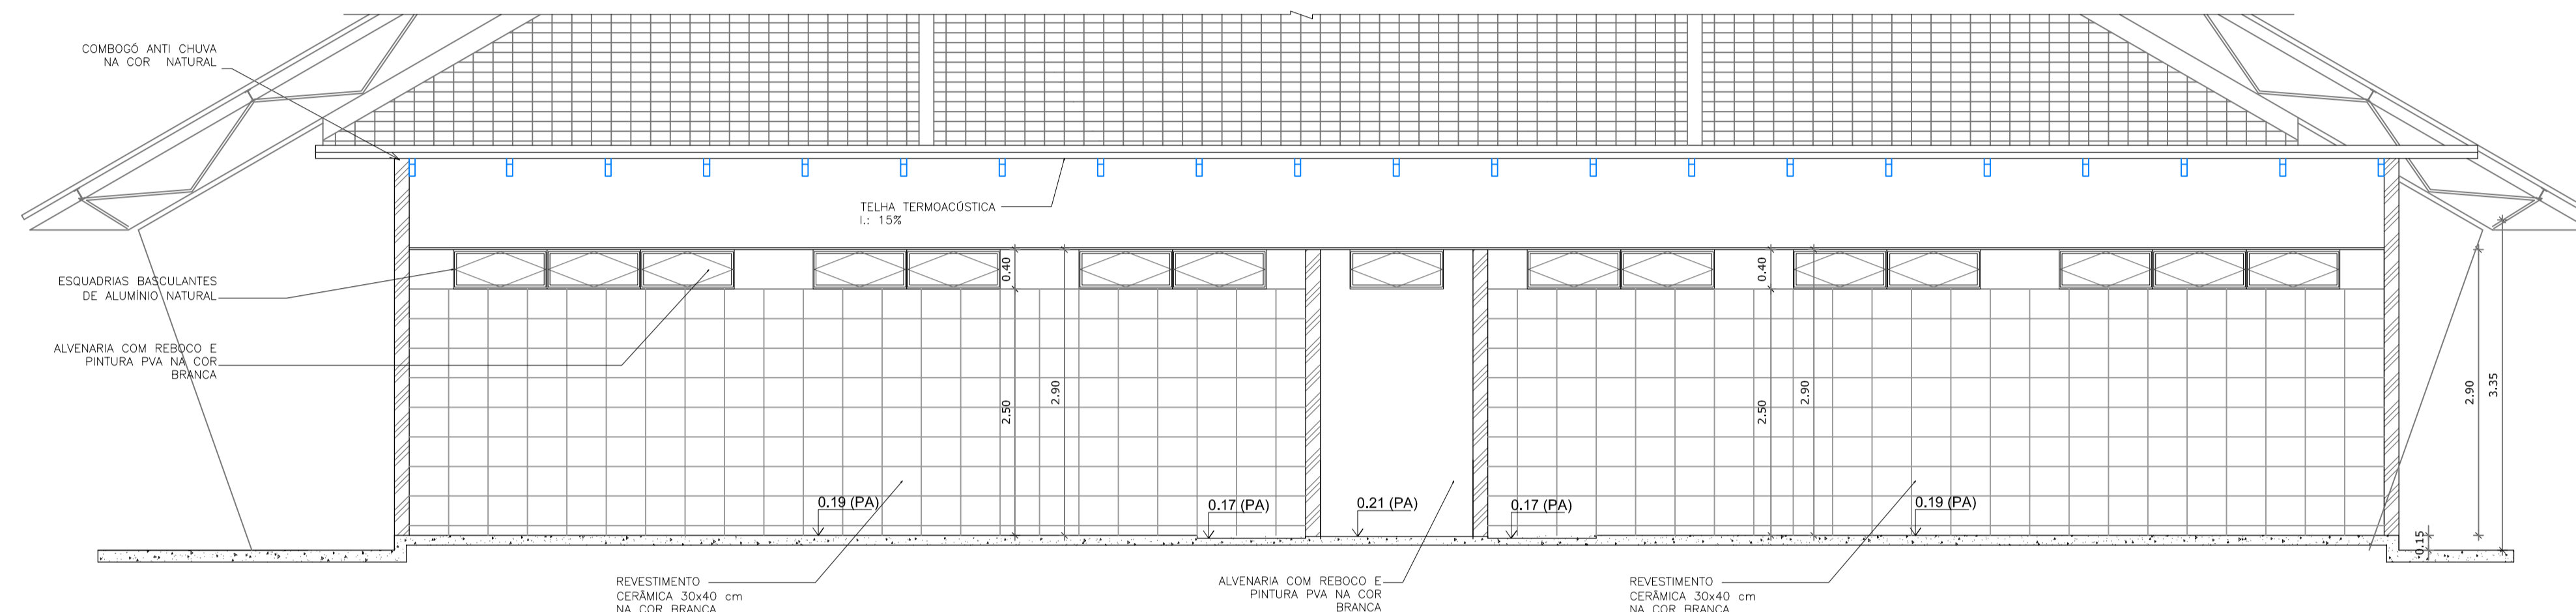 COMBOGÓ ANTI CHUVA
NA COR NATURAL
TELHA TERMOACÚSTICA
I.: 15%
ESQUADRIAS BASCULANTES
DE ALUMÍNIO NATURAL
ALVENARIA COM REBOCO E
PINTURA PVA NA COR
BRANCA
0.40
2.50
2.90
0.40
2.50
2.90
2.90
3.35
0.15
0.19 (PA)
0.17 (PA)
0.21 (PA)
0.17 (PA)
0.19 (PA)
REVESTIMENTO
CERÂMICA 30x40 cm
NA COR BRANCA
ALVENARIA COM REBOCO E
PINTURA PVA NA COR
BRANCA
REVESTIMENTO
CERÂMICA 30x40 cm
NA COR BRANCA